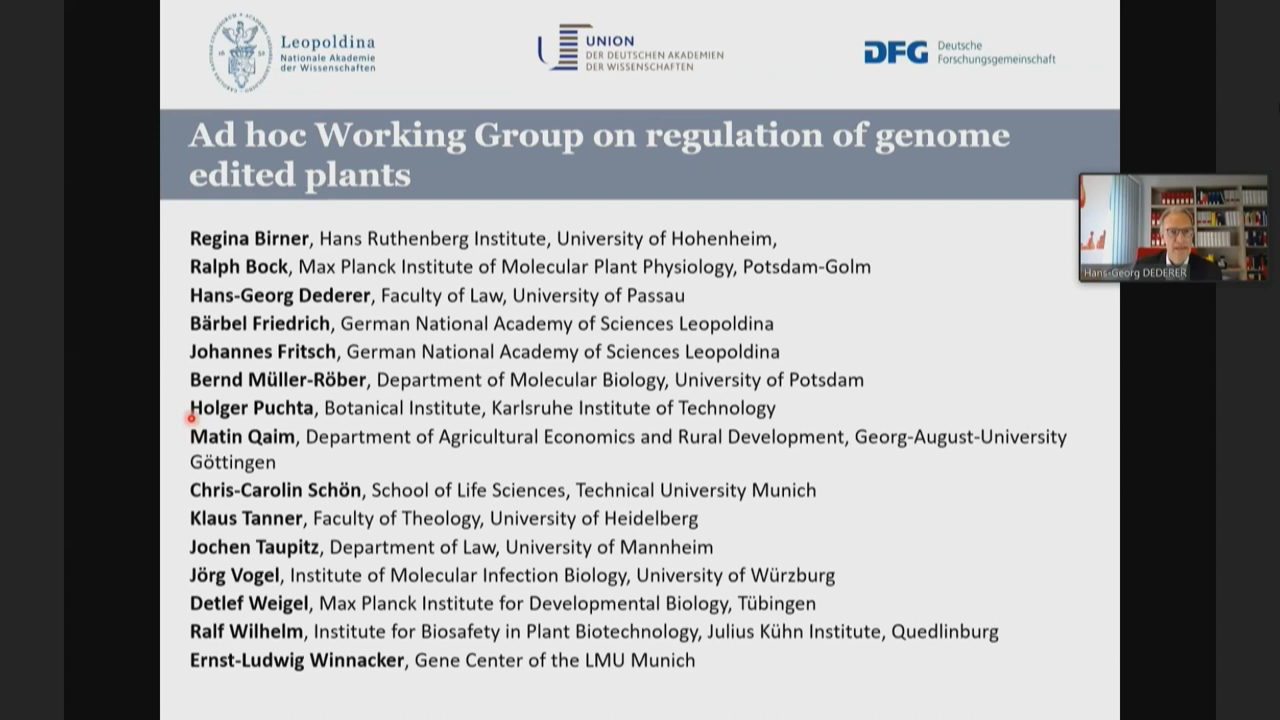 Leopoldina
Nationale Akademie
der Wissenschaften
UNION
DER DEUTSCHEN AKADEMIEN
DER WISSENSCHAFTEN
DFG Deutsche
Forschungsgemeinschaft
Ad hoc Working Group on regulation of genome
edited plants
Regina Birner, Hans Ruthenberg Institute, University of Hohenheim,
Ralph Bock, Max Planck Institute of Molecular Plant Physiology, Potsdam-Golm
Hans-Georg Dederer, Faculty of Law, University of Passau
Bärbel Friedrich, German National Academy of Sciences Leopoldina
Johannes Fritsch, German National Academy of Sciences Leopoldina
Bernd Müller-Röber, Department of Molecular Biology, University of Potsdam
Holger Puchta, Botanical Institute, Karlsruhe Institute of Technology
Matin Qaim, Department of Agricultural Economics and Rural Development, Georg-August-University
Göttingen
Chris-Carolin Schön, School of Life Sciences, Technical University Munich
Klaus Tanner, Faculty of Theology, University of Heidelberg
Jochen Taupitz, Department of Law, University of Mannheim
Jörg Vogel, Institute of Molecular Infection Biology, University of Würzburg
Detlef Weigel, Max Planck Institute for Developmental Biology, Tübingen
Ralf Wilhelm, Institute for Biosafety in Plant Biotechnology, Julius Kühn Institute, Quedlinburg
Ernst-Ludwig Winnacker, Gene Center of the LMU Munich
Hans-Georg DEDERER